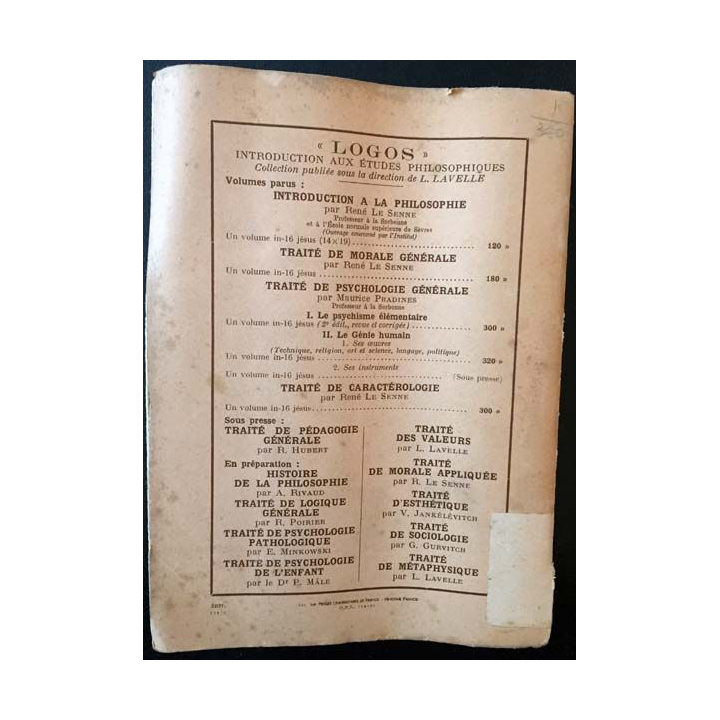 1/
320
« LOGOS »
INTRODUCTION AUX ÉTUDES PHILOSOPHIQUES
Collection publiée sous la direction de L. LAVELLE
Volumes parus :
INTRODUCTION A LA PHILOSOPHIE
par René LE SENNE
Professeur à la Sorbonne
et à l'École normale supérieure de Sèvres
(Ouvrage couronné par l'Institut)
Un volume in-16 jésus (14×19) 120 »
TRAITÉ DE MORALE GÉNÉRALE
par René LE SENNE
Un volume in-16 jésus 180 »
TRAITÉ DE PSYCHOLOGIE GÉNÉRALE
par Maurice PRADINES
Professeur à la Sorbonne
I. Le psychisme élémentaire
Un volume in-16 jésus (2e édit., revue et corrigée) 300 »
II. Le Génie humain
1. Ses œuvres
(Technique, religion, art et science, langage, politique)
Un volume in-16 jésus 320 »
2. Ses instruments
Un volume in-16 jésus (Sous presse)
TRAITÉ DE CARACTÉROLOGIE
par René LE SENNE
Un volume in-16 jésus 300 »
Sous presse :
TRAITÉ DE PÉDAGOGIE
GÉNÉRALE
par R. HUBERT
En préparation :
HISTOIRE
DE LA PHILOSOPHIE
par A. RIVAUD
TRAITÉ DE LOGIQUE
GÉNÉRALE
par R. POIRIER
TRAITÉ DE PSYCHOLOGIE
PATHOLOGIQUE
par E. MINKOWSKI
TRAITÉ DE PSYCHOLOGIE
DE L'ENFANT
par le Dr P. MÂLE
TRAITÉ
DES VALEURS
par L. LAVELLE
TRAITÉ
DE MORALE APPLIQUÉE
par R. LE SENNE
TRAITÉ
D'ESTHÉTIQUE
par V. JANKÉLÉVITCH
TRAITÉ
DE SOCIOLOGIE
par G. GURVITCH
TRAITÉ
DE MÉTAPHYSIQUE
par L. LAVELLE
PRESSES UNIVERSITAIRES DE FRANCE